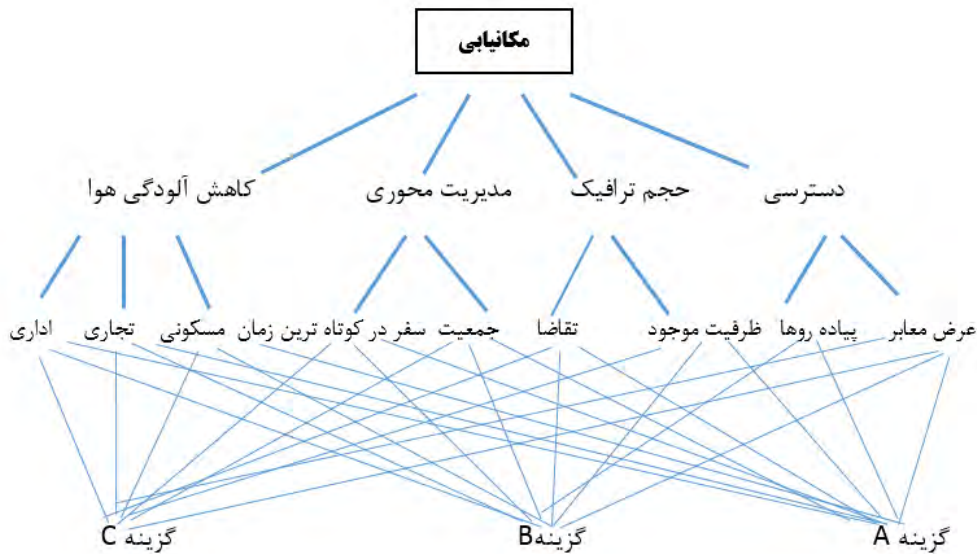 مکانیابی
دسترسی حجم ترافیک مدیریت محوری کاهش آلودگی هوا
عرض معابر پیاده روها ظرفیت موجود تقاضا جمعیت سفر در کوتاه ترین زمان مسکونی تجاری اداری
گزینه A گزینهB گزینه C